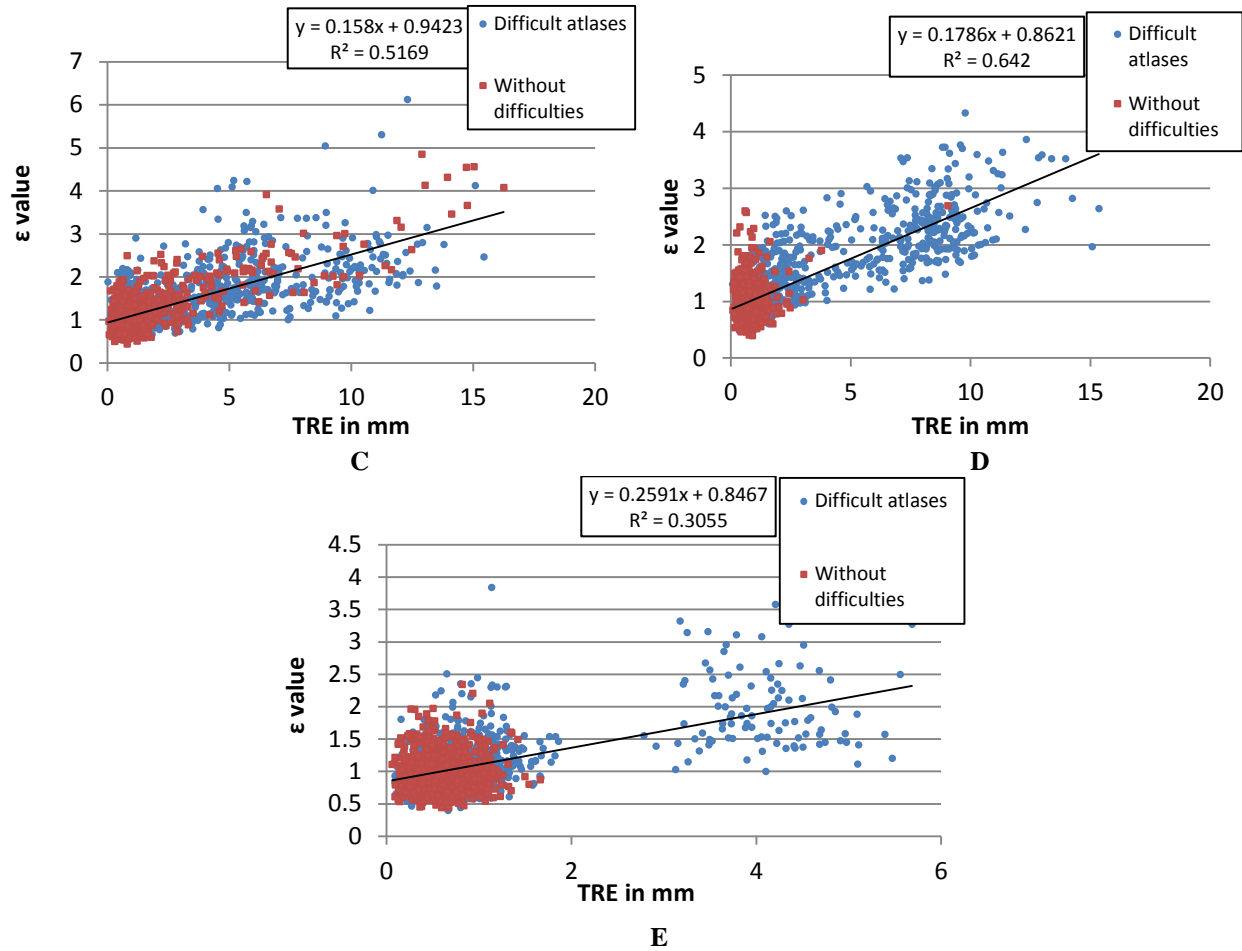 y = 0.158x + 0.9423
R² = 0.5169
Difficult atlases
Without
difficulties
7
6
5
4
3
2
1
0
ε value
0 5 10 15 20
TRE in mm
C
y = 0.1786x + 0.8621
R² = 0.642
Difficult
atlases
Without
difficulties
5
4
3
2
1
0
ε value
0 5 10 15 20
TRE in mm
D
y = 0.2591x + 0.8467
R² = 0.3055
Difficult atlases
Without
difficulties
4.5
4
3.5
3
2.5
2
1.5
1
0.5
0
ε value
0 2 4 6
TRE in mm
E